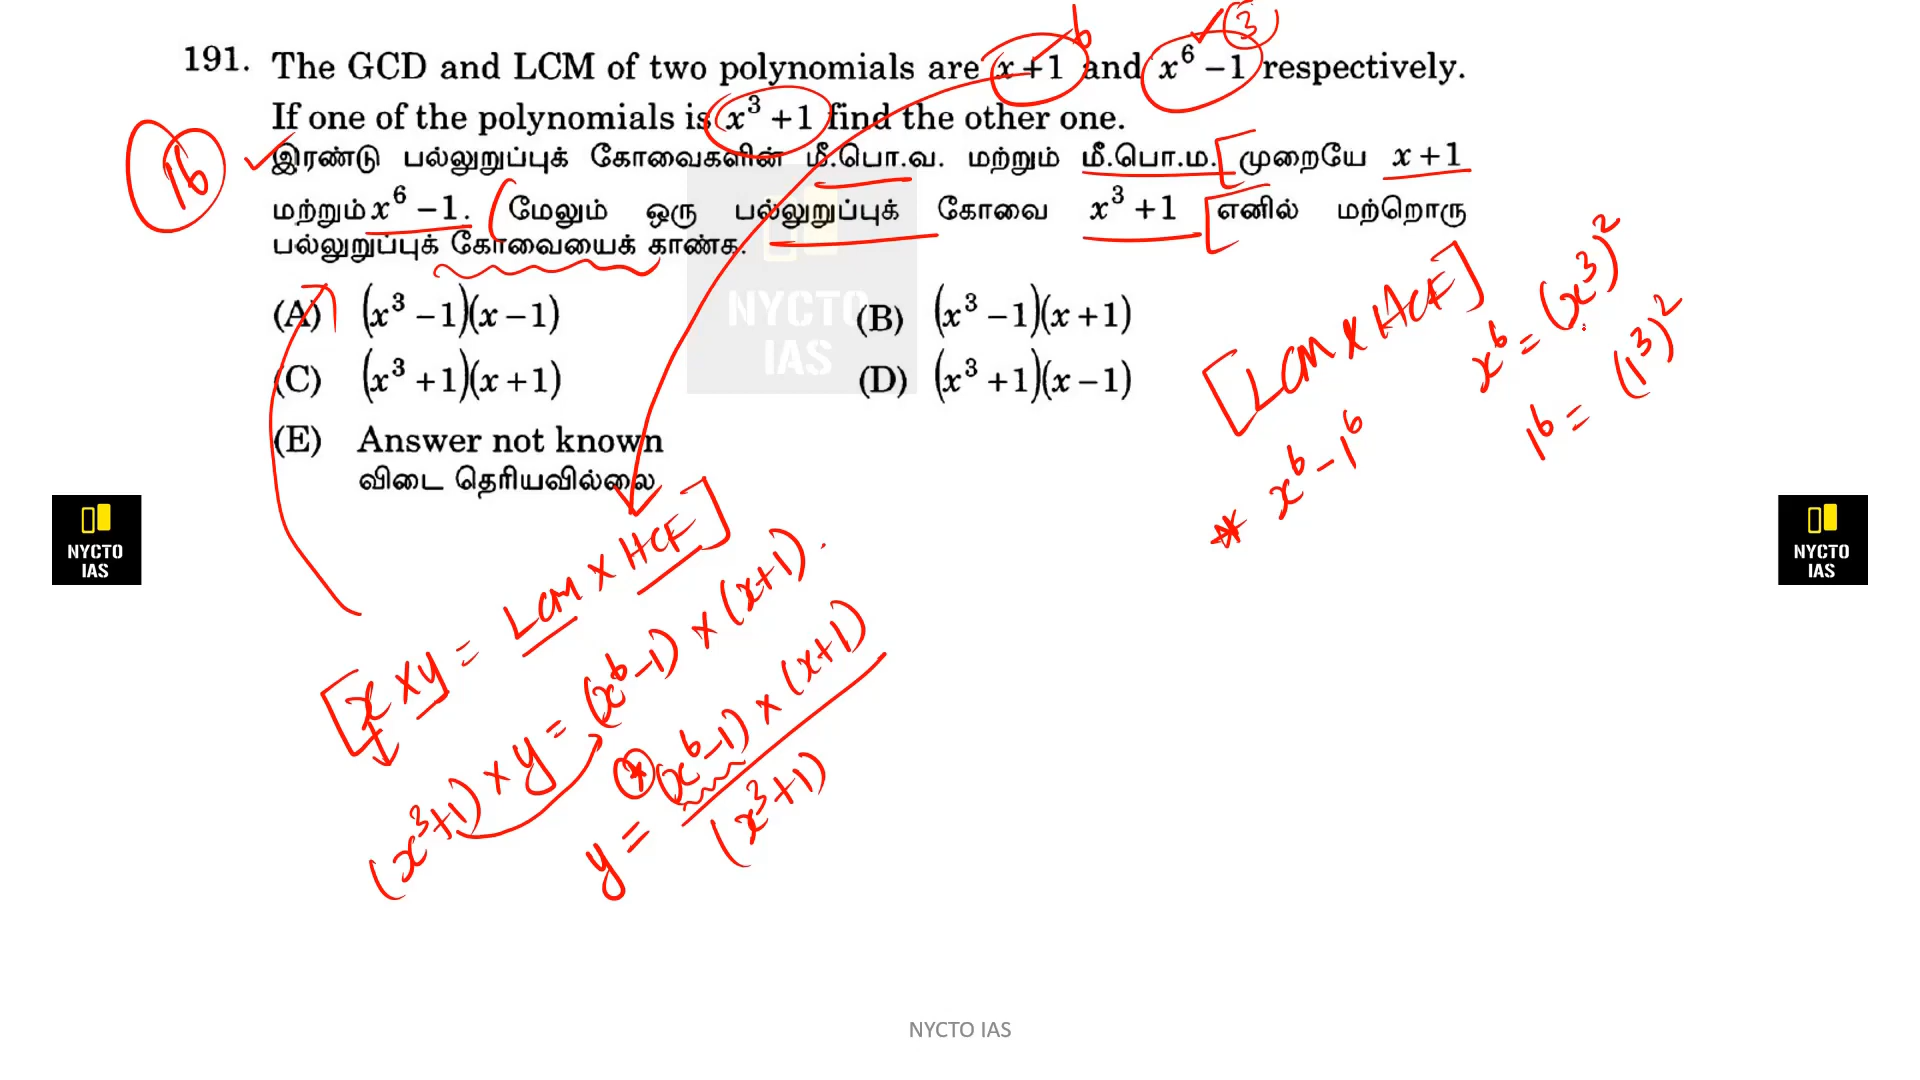 191. The GCD and LCM of two polynomials are x + 1 and x⁶ − 1 respectively.
If one of the polynomials is x³ + 1 find the other one.
இரண்டு பல்லுறுப்புக் கோவைகளின் மீ.பொ.வ. மற்றும் மீ.பொ.ம. முறையே x + 1
மற்றும் x⁶ − 1. மேலும் ஒரு பல்லுறுப்புக் கோவை x³ + 1 எனில் மற்றொரு
பல்லுறுப்புக் கோவையைக் காண்க.
(A) (x³ − 1)(x − 1) (B) (x³ − 1)(x + 1)
(C) (x³ + 1)(x + 1) (D) (x³ + 1)(x − 1)
(E) Answer not known
விடை தெரியவில்லை
16
6
3
[x × y = LCM × HCF]
(x³+1) × y = (x⁶−1) × (x+1).
y = (x⁶−1) × (x+1) / (x³+1)
[LCM × HCF]
* x⁶ − 1⁶
x⁶ = (x³)²
1⁶ = (1³)²
NYCTO
IAS
NYCTO
IAS
NYCTO
IAS
NYCTO IAS